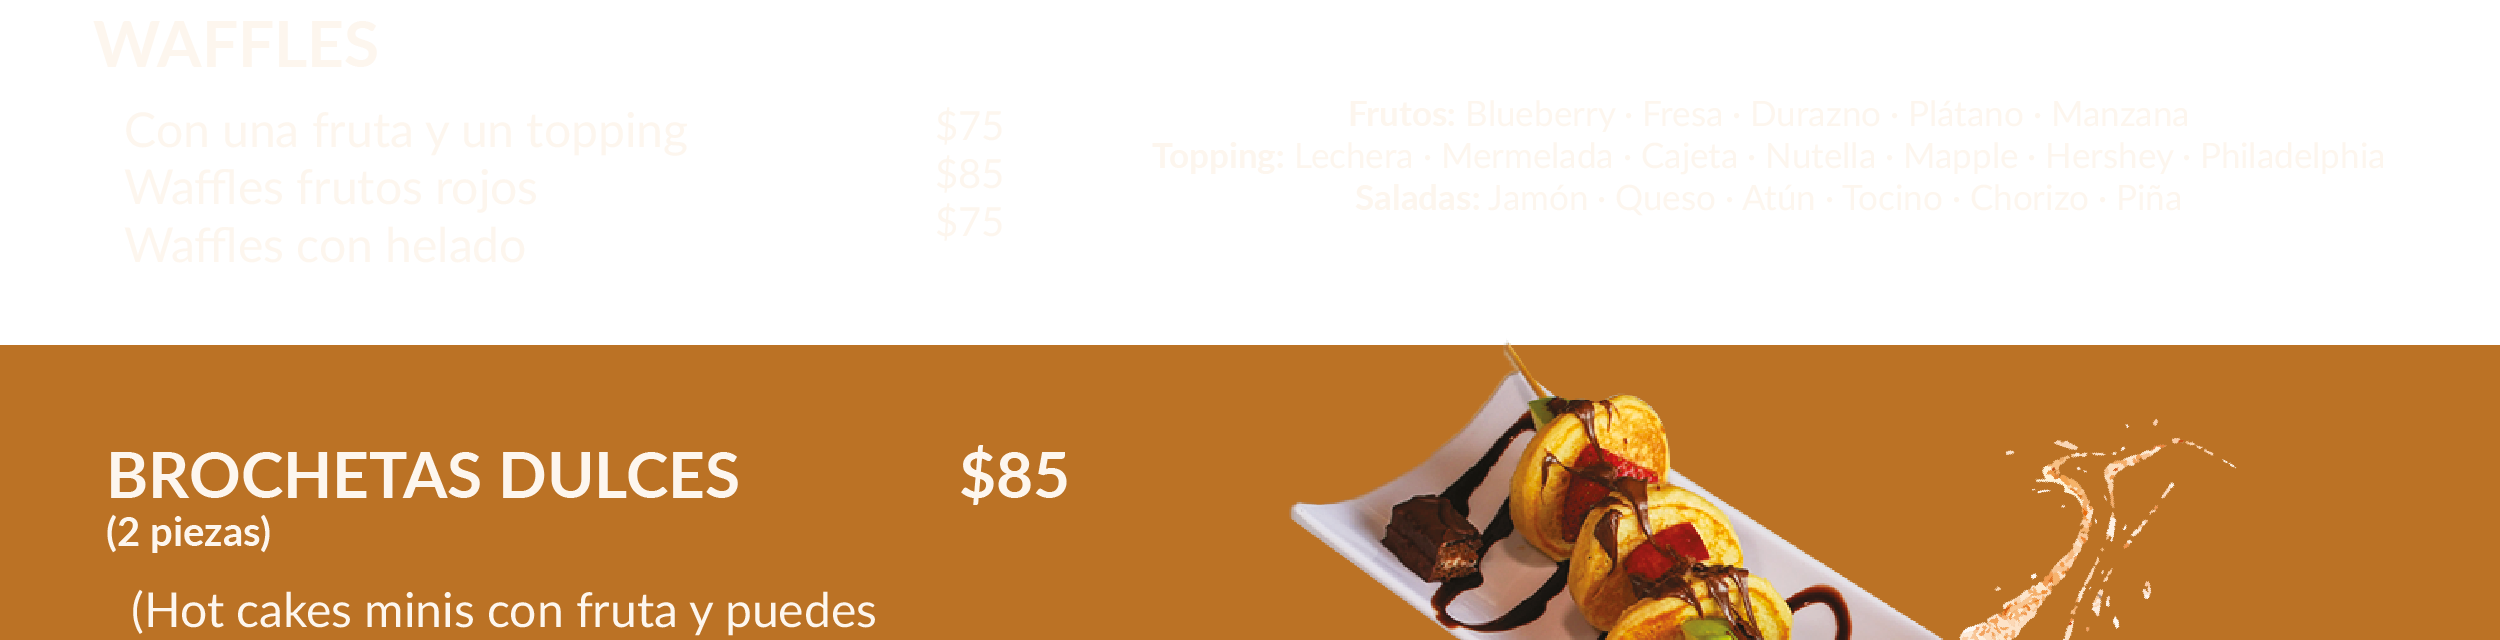 WAFFLES
Con una fruta y un topping $75
Waffles frutos rojos $85
Waffles con helado $75
Frutos: Blueberry · Fresa · Durazno · Plátano · Manzana
Topping: Lechera · Mermelada · Cajeta · Nutella · Mapple · Hershey · Philadelphia
Saladas: Jamón · Queso · Atún · Tocino · Chorizo · Piña
BROCHETAS DULCES $85
(2 piezas)
(Hot cakes minis con fruta y puedes